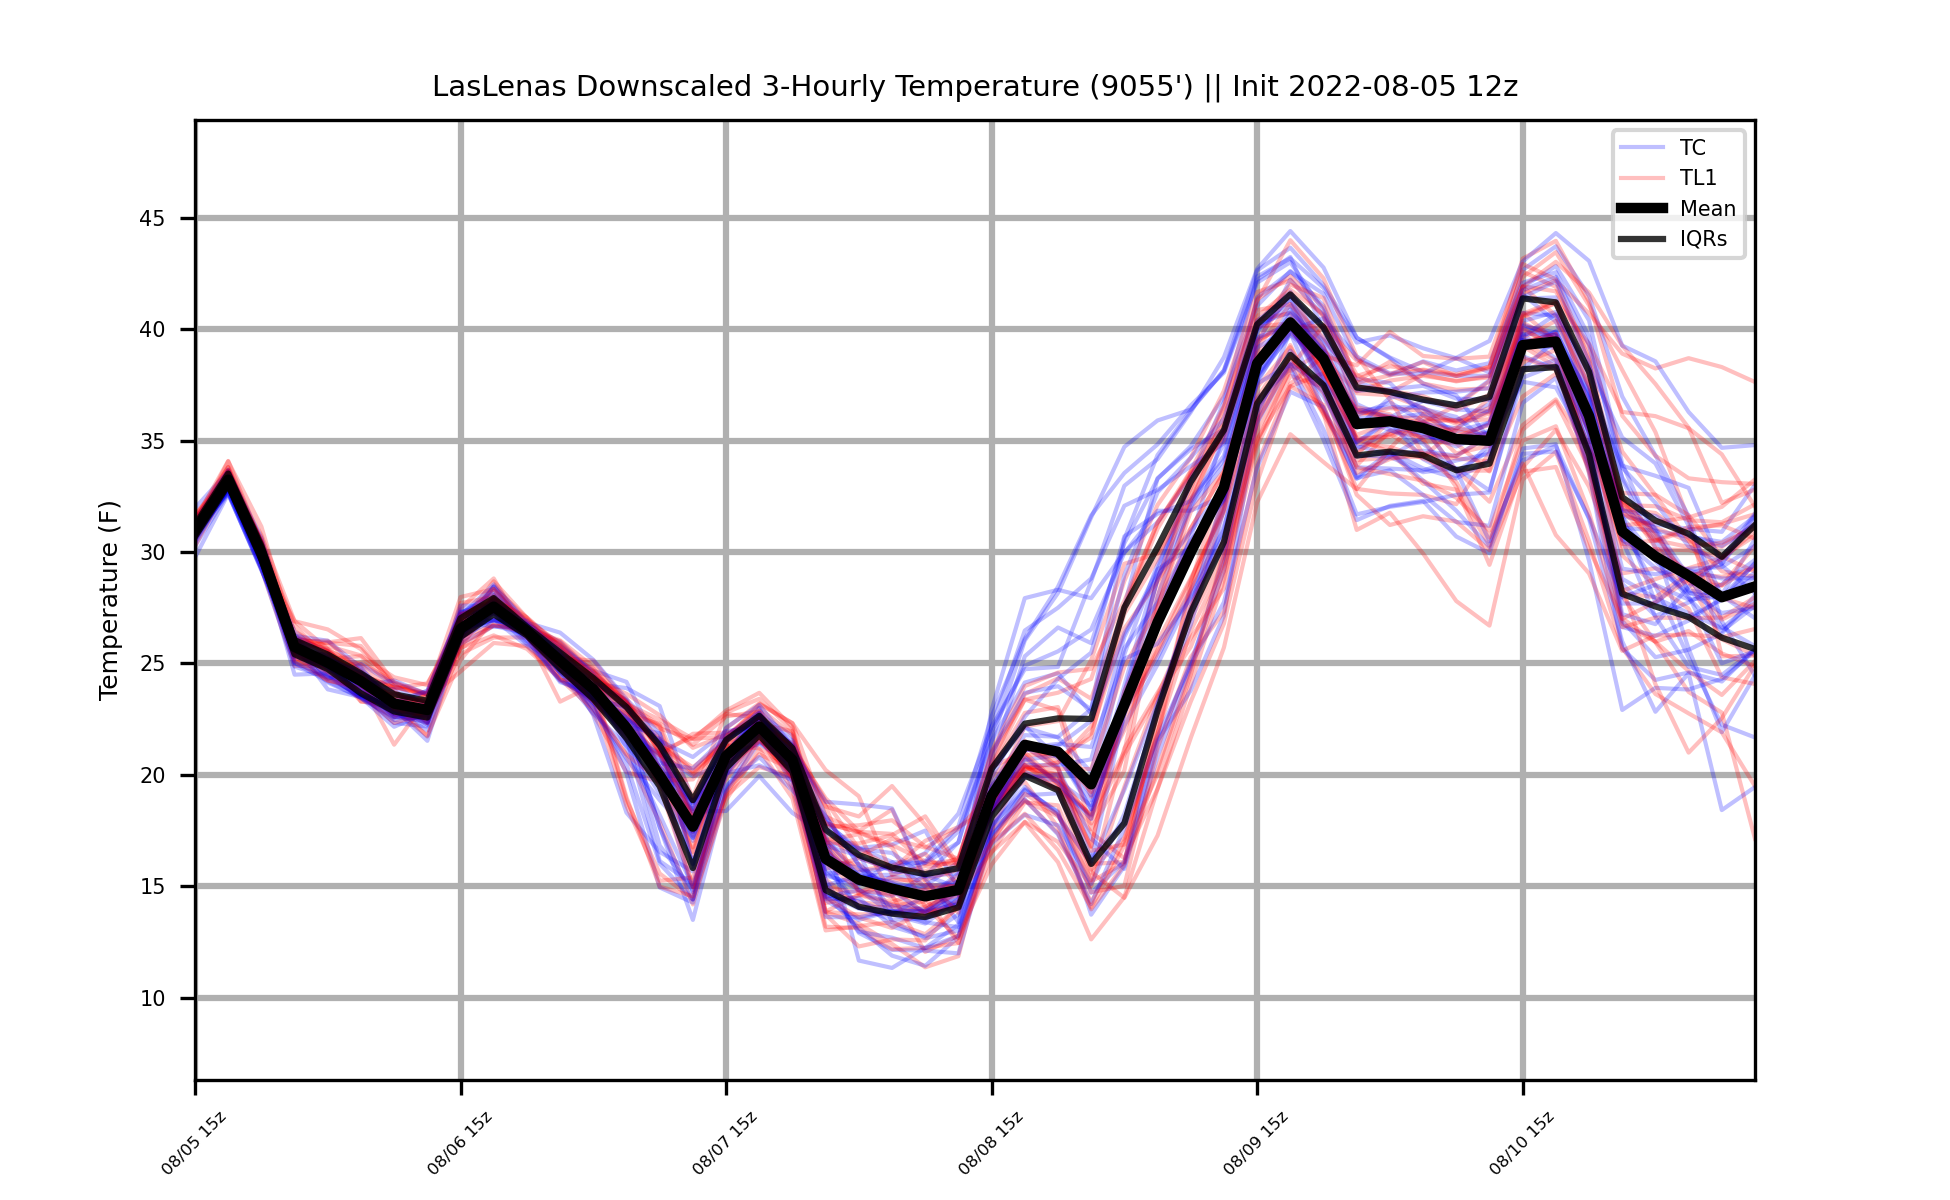 LasLenas Downscaled 3-Hourly Temperature (9055') || Init 2022-08-05 12z
TC
TL1
Mean
IQRs
Temperature (F)
45
40
35
30
25
20
15
10
08/05 15z
08/06 15z
08/07 15z
08/08 15z
08/09 15z
08/10 15z